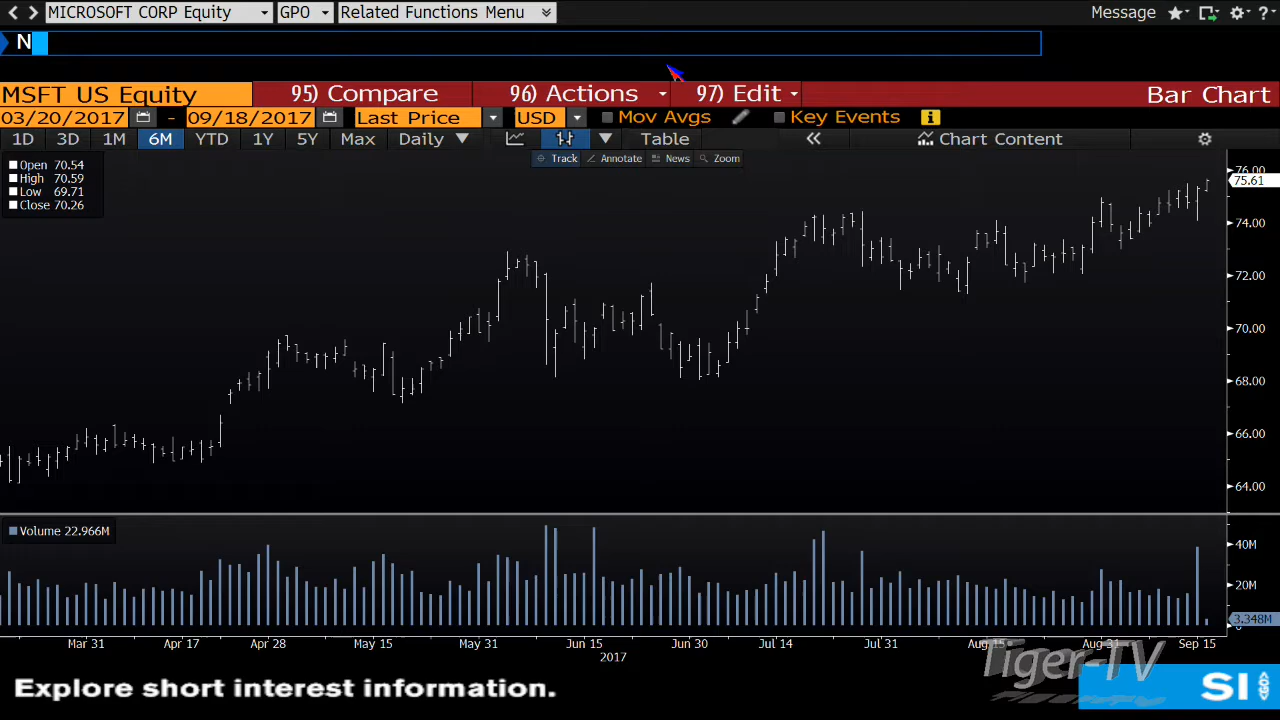 MICROSOFT CORP Equity GPO Related Functions Menu Message ?
N
MSFT US Equity 95) Compare 96) Actions 97) Edit Bar Chart
03/20/2017 - 09/18/2017 Last Price USD Mov Avgs Key Events i
1D 3D 1M 6M YTD 1Y 5Y Max Daily Table Chart Content
Track Annotate News Zoom
Open 70.54
High 70.59
Low 69.71
Close 70.26
76.00
75.61
74.00
72.00
70.00
68.00
66.00
64.00
Volume 22.966M
40M
20M
3.348M
0
Mar 31 Apr 17 Apr 28 May 15 May 31 Jun 15 Jun 30 Jul 14 Jul 31 Aug 15 Aug 31 Sep 15
2017
Tiger-TV
Explore short interest information.
SI <GO>